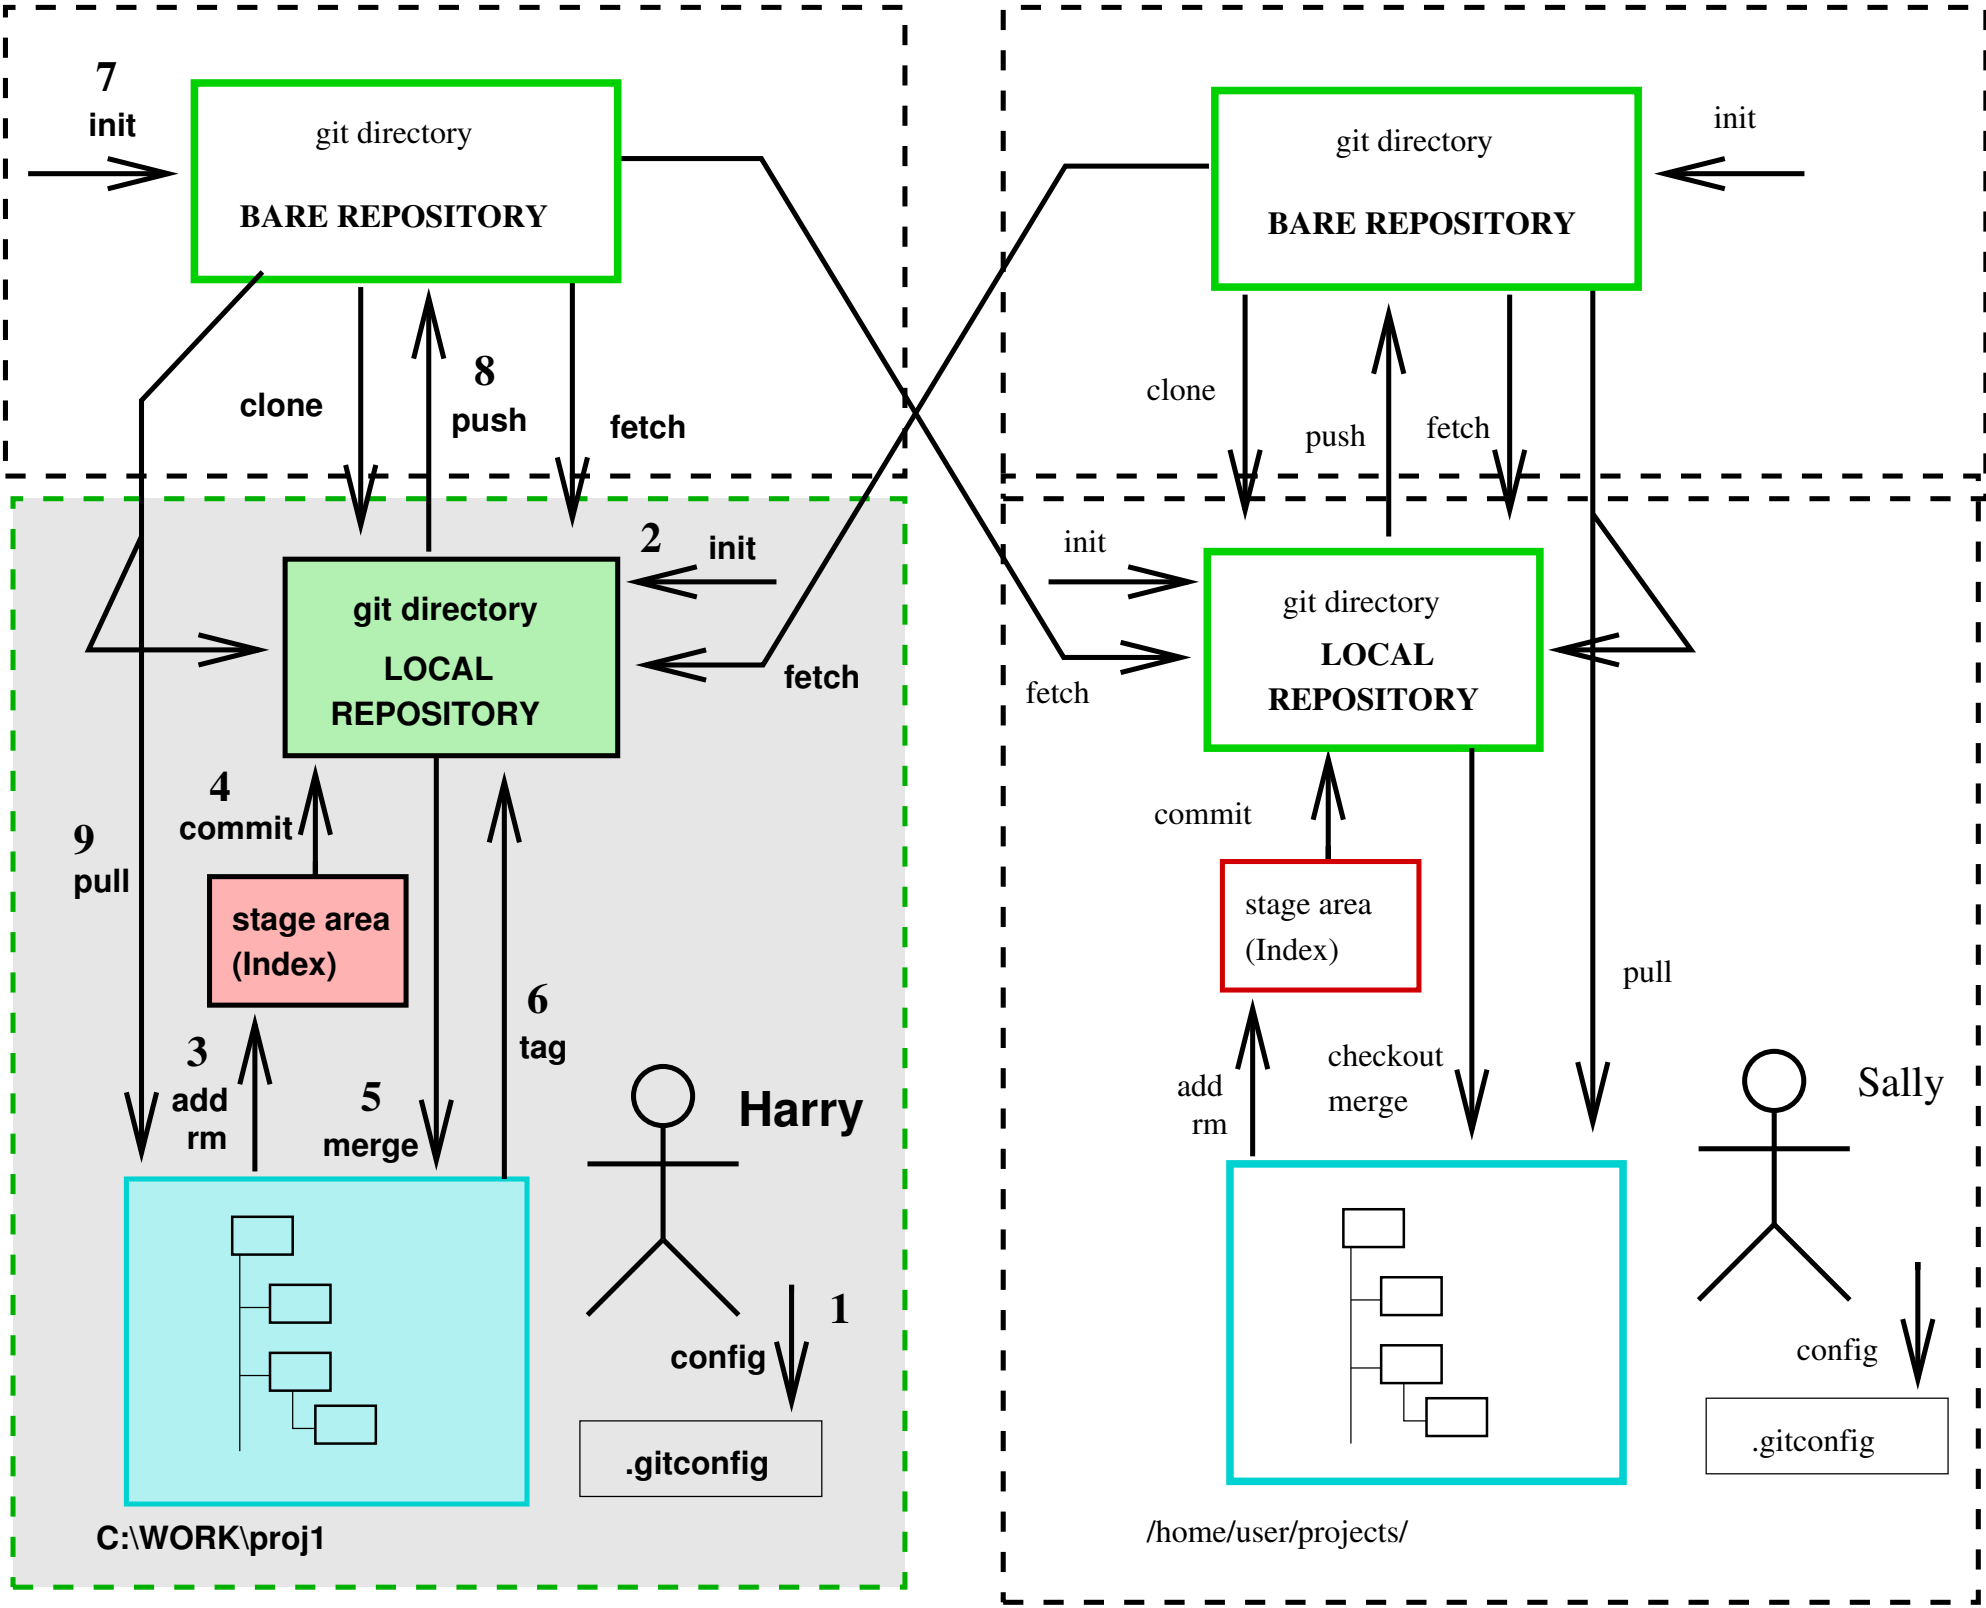 7
init
git directory
BARE REPOSITORY
clone
8
push
fetch
2
init
git directory
LOCAL
REPOSITORY
fetch
4
commit
9
pull
stage area
(Index)
6
tag
3
add
rm
5
merge
Harry
1
config
.gitconfig
C:\WORK\proj1
git directory
BARE REPOSITORY
init
clone
push
fetch
init
git directory
LOCAL
REPOSITORY
fetch
commit
stage area
(Index)
pull
checkout
merge
add
rm
Sally
config
.gitconfig
/home/user/projects/